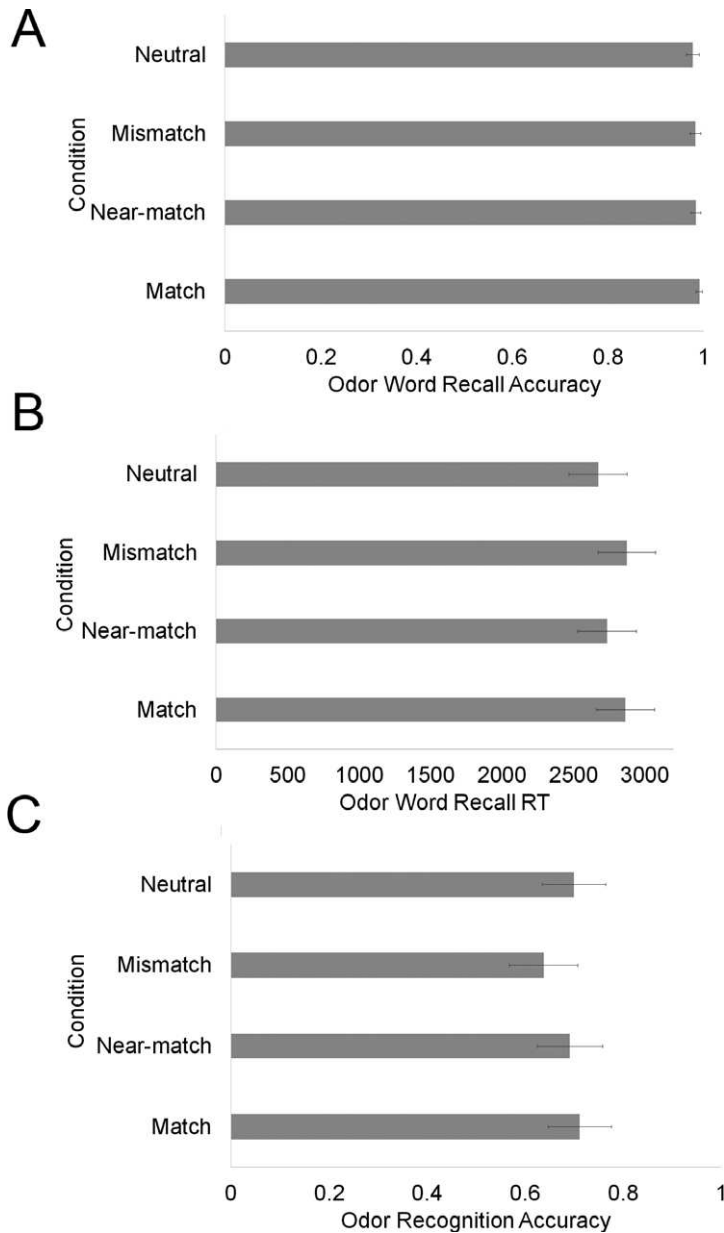 A
Condition
Neutral
Mismatch
Near-match
Match
0 0.2 0.4 0.6 0.8 1
Odor Word Recall Accuracy
B
Condition
Neutral
Mismatch
Near-match
Match
0 500 1000 1500 2000 2500 3000
Odor Word Recall RT
C
Condition
Neutral
Mismatch
Near-match
Match
0 0.2 0.4 0.6 0.8 1
Odor Recognition Accuracy